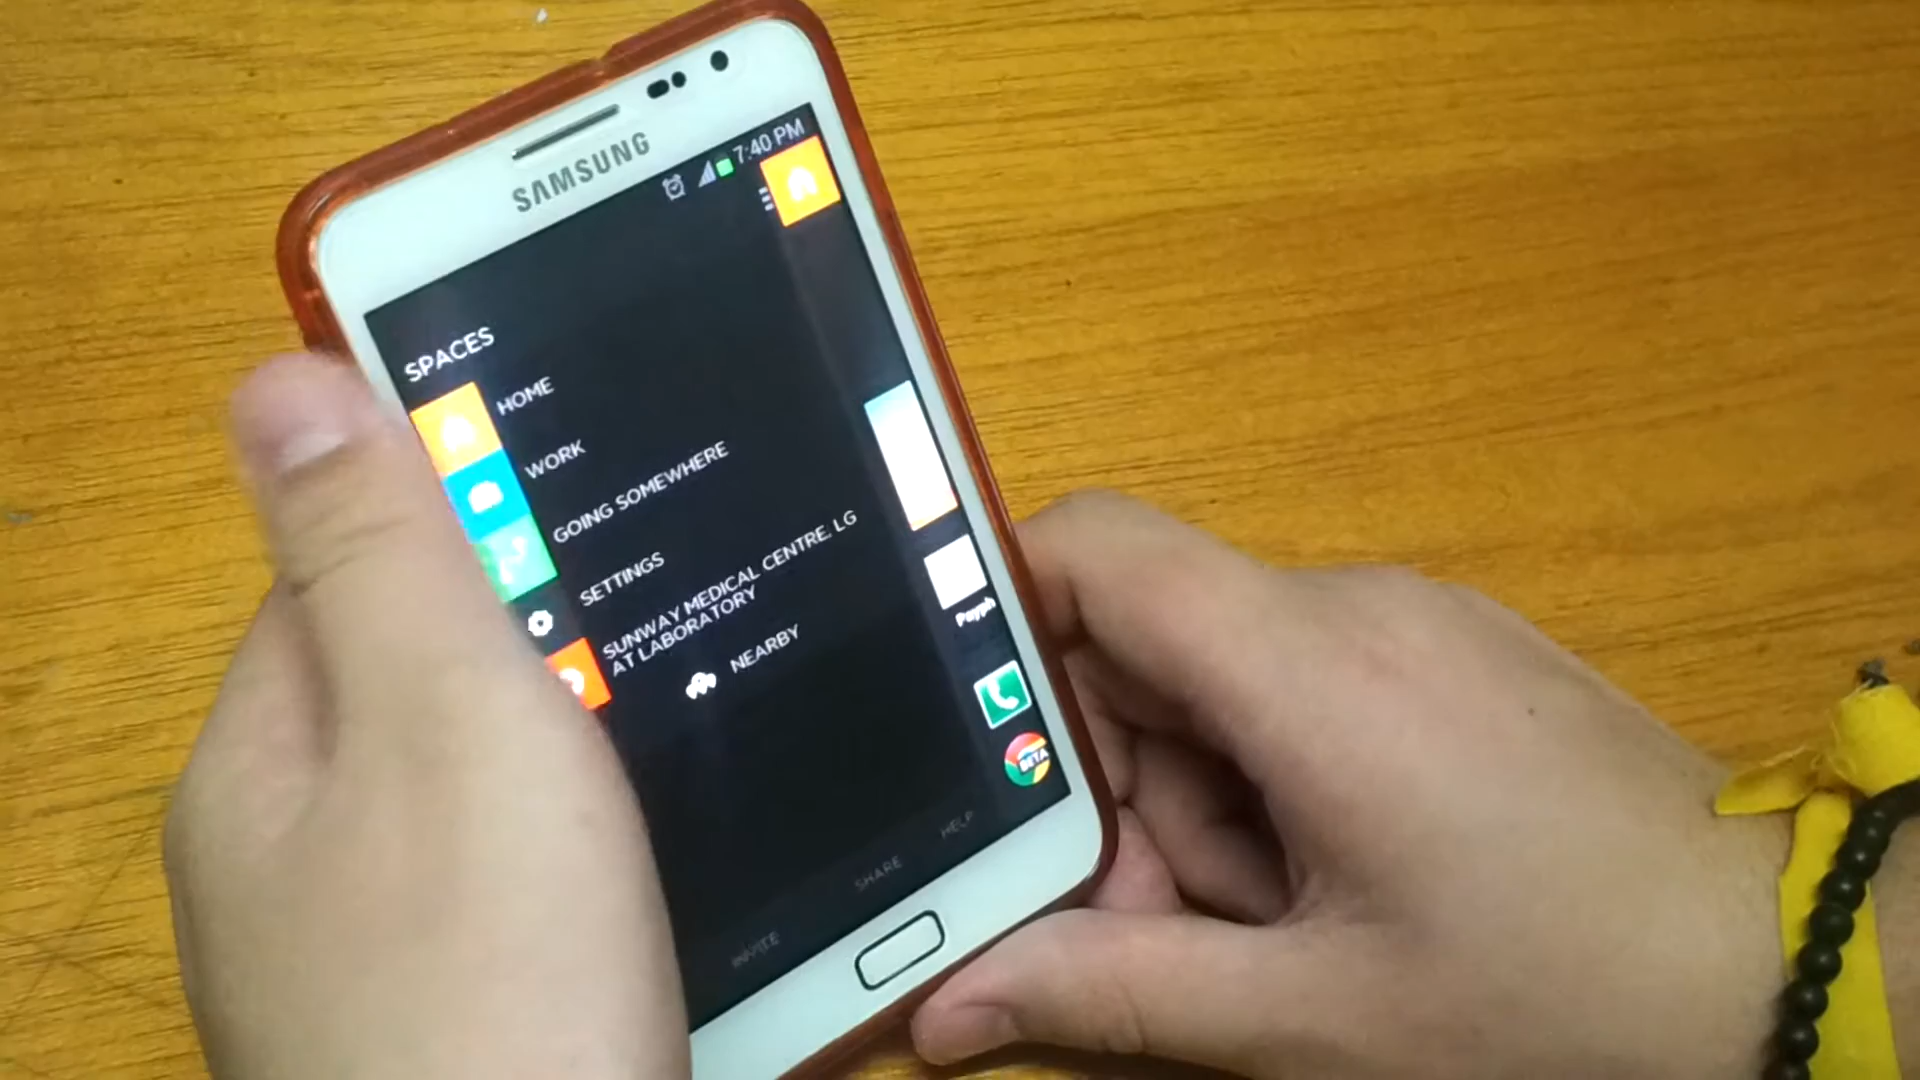 SAMSUNG
7:40 PM
SPACES
HOME
WORK
GOING SOMEWHERE
SETTINGS
SUNWAY MEDICAL CENTRE, LG
AT LABORATORY
NEARBY
BETA
HELP
SHARE
INVITE